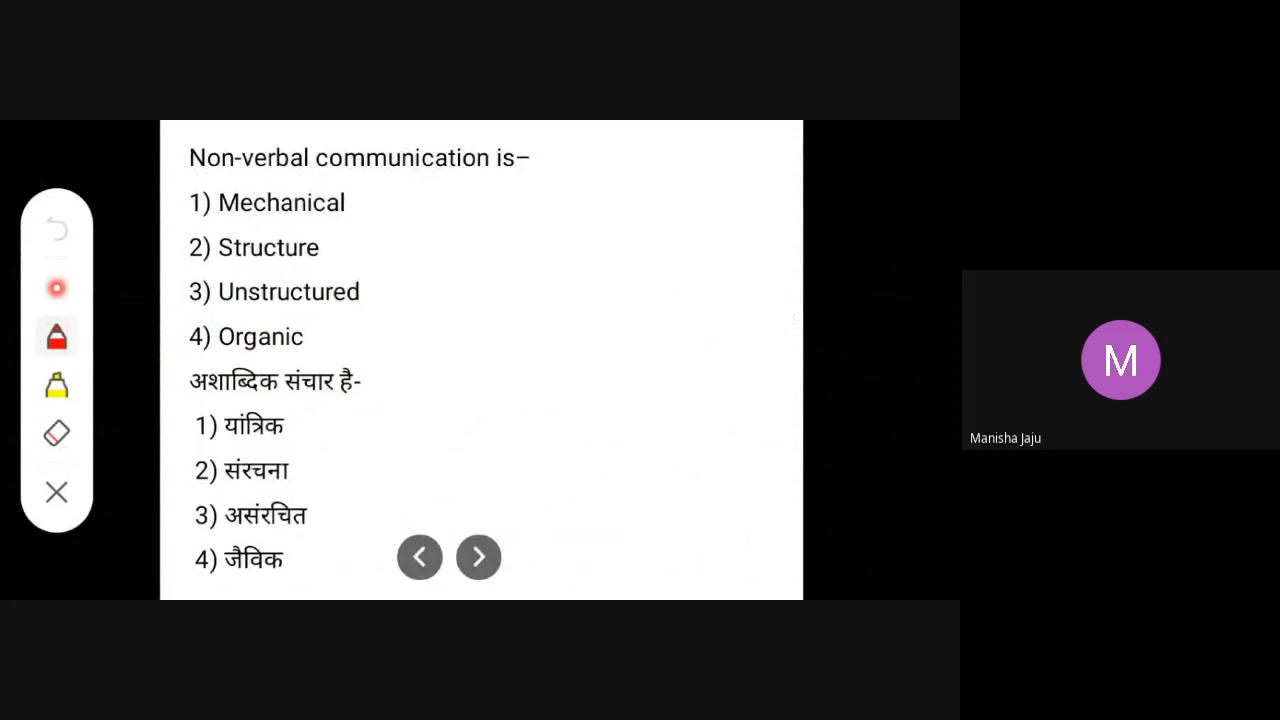 Non-verbal communication is–
1) Mechanical
2) Structure
3) Unstructured
4) Organic
अशाब्दिक संचार है-
1) यांत्रिक
2) संरचना
3) असंरचित
4) जैविक
M
Manisha Jaju